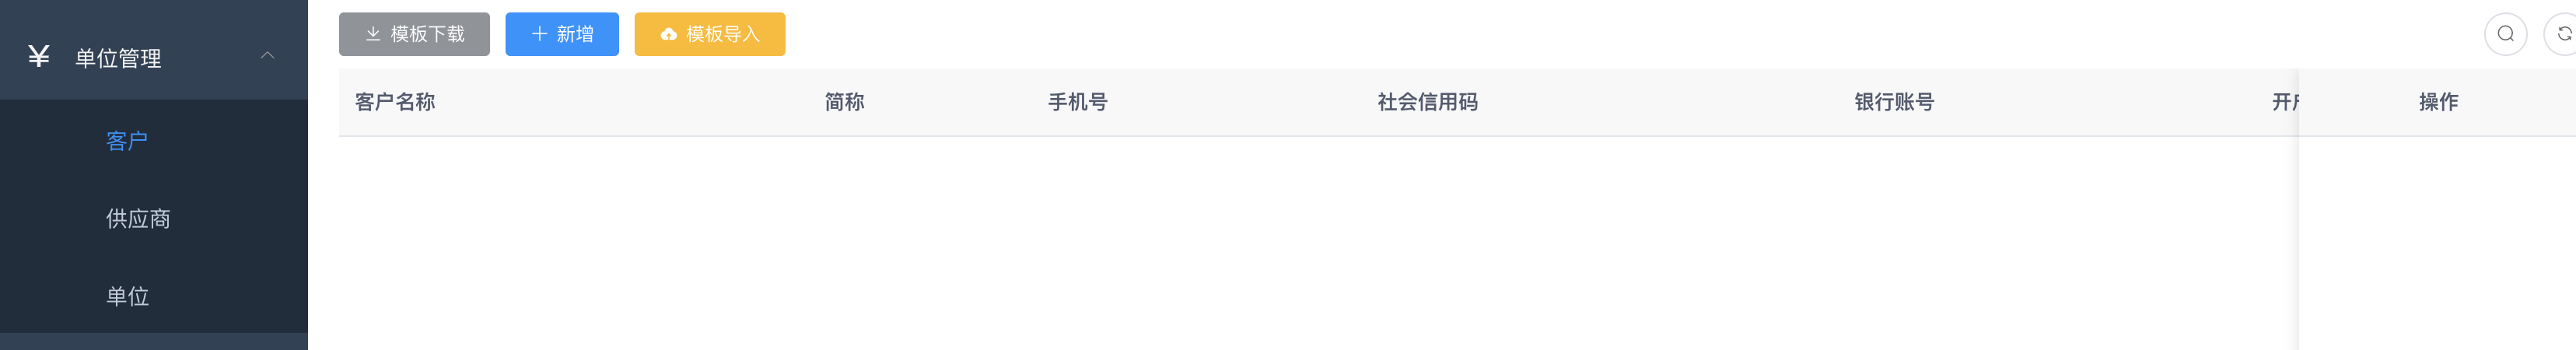 ¥ 单位管理
客户
供应商
单位
模板下载 新增 模板导入
客户名称 简称 手机号 社会信用码 银行账号 开 操作